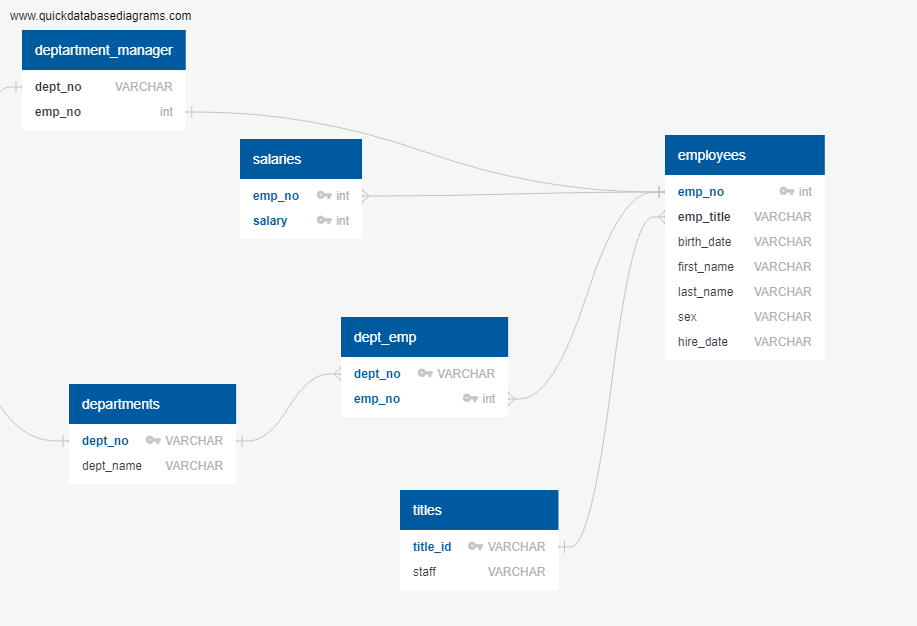 www.quickdatabasediagrams.com
deptartment_manager
dept_no VARCHAR
emp_no int
salaries
emp_no int
salary int
employees
emp_no int
emp_title VARCHAR
birth_date VARCHAR
first_name VARCHAR
last_name VARCHAR
sex VARCHAR
hire_date VARCHAR
dept_emp
dept_no VARCHAR
emp_no int
departments
dept_no VARCHAR
dept_name VARCHAR
titles
title_id VARCHAR
staff VARCHAR